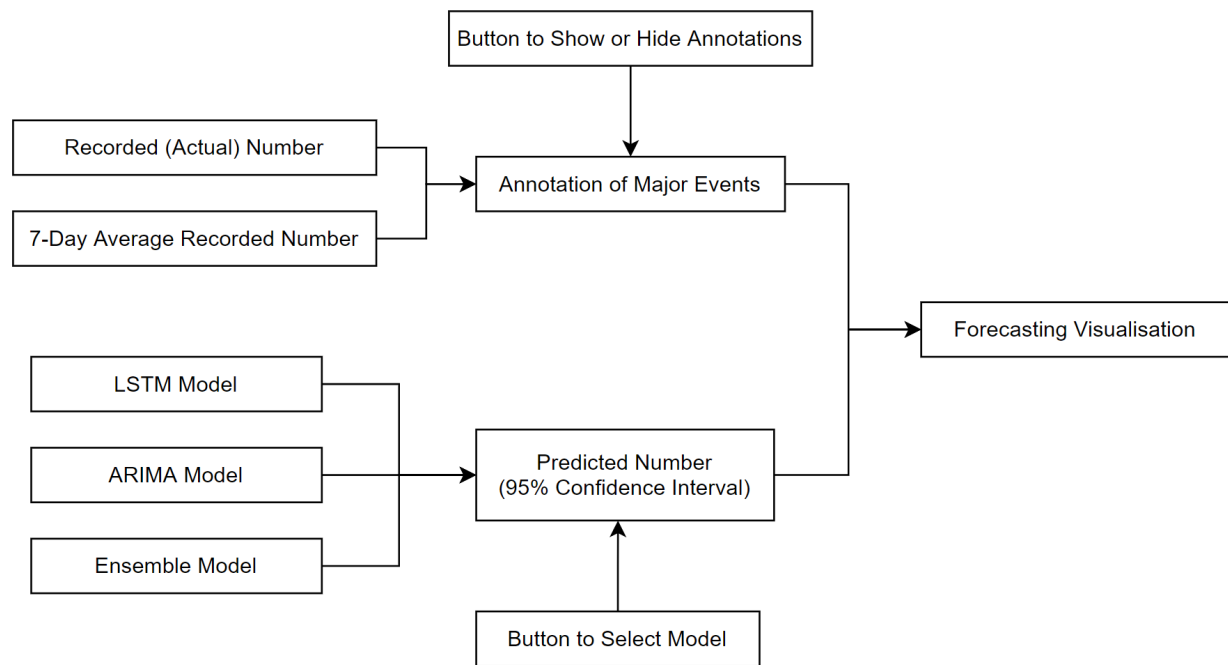 Button to Show or Hide Annotations
Recorded (Actual) Number
7-Day Average Recorded Number
Annotation of Major Events
Forecasting Visualisation
LSTM Model
ARIMA Model
Ensemble Model
Predicted Number
(95% Confidence Interval)
Button to Select Model